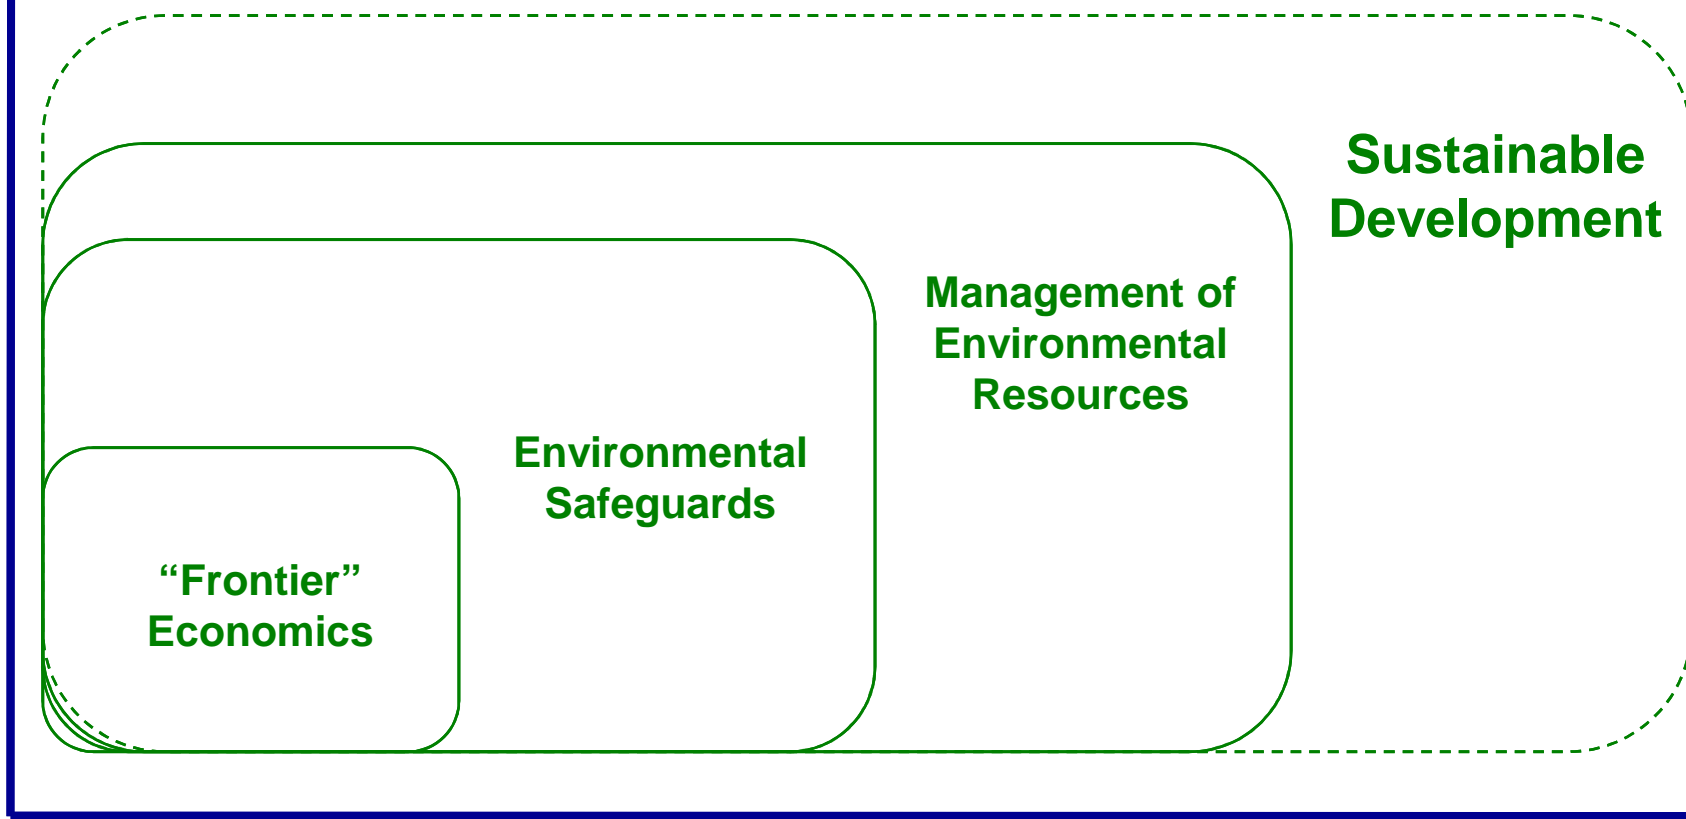 Sustainable
Development
Management of
Environmental
Resources
Environmental
Safeguards
“Frontier”
Economics